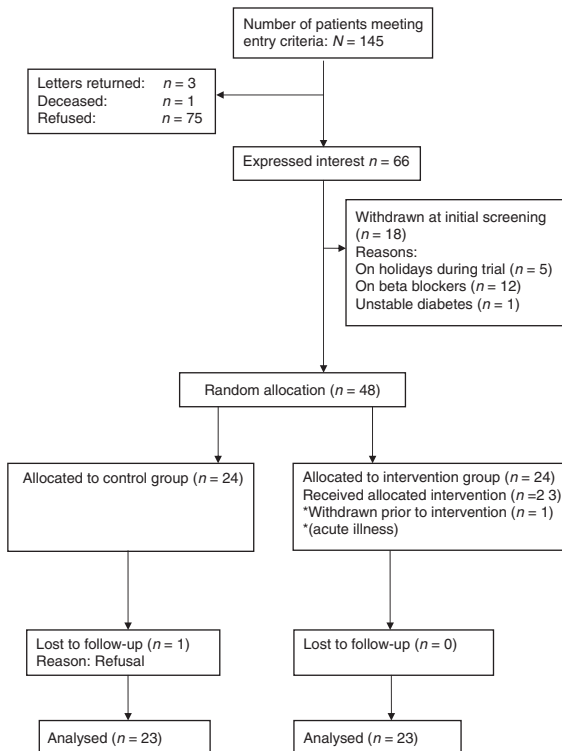 Number of patients meeting
entry criteria: N = 145
Letters returned: n = 3
Deceased: n = 1
Refused: n = 75
Expressed interest n = 66
Withdrawn at initial screening
(n = 18)
Reasons:
On holidays during trial (n = 5)
On beta blockers (n = 12)
Unstable diabetes (n = 1)
Random allocation (n = 48)
Allocated to control group (n = 24)
Allocated to intervention group (n = 24)
Received allocated intervention (n =2 3)
*Withdrawn prior to intervention (n = 1)
*(acute illness)
Lost to follow-up (n = 1)
Reason: Refusal
Lost to follow-up (n = 0)
Analysed (n = 23)
Analysed (n = 23)